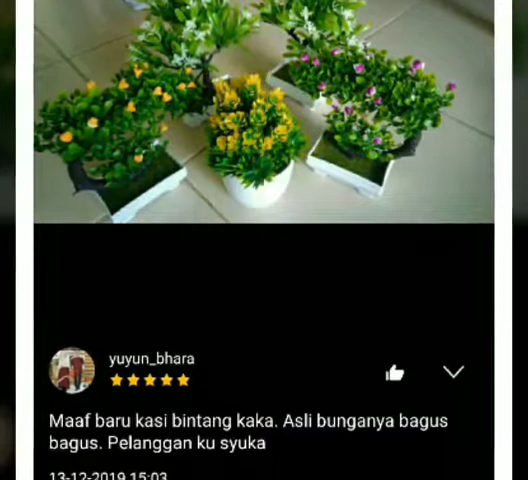 yuyun_bhara
Maaf baru kasi bintang kaka. Asli bunganya bagus
bagus. Pelanggan ku syuka
13-12-2019 15:03